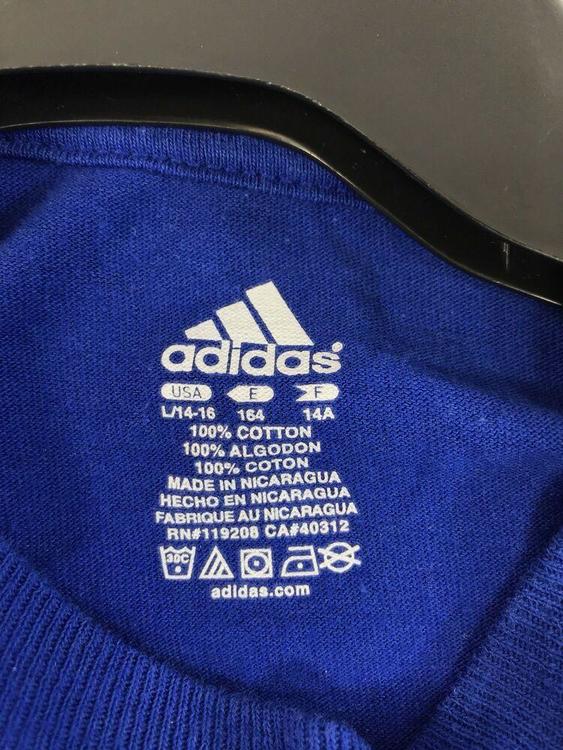 adidas
USA E F
L/14-16 164 14A
100% COTTON
100% ALGODON
100% COTON
MADE IN NICARAGUA
HECHO EN NICARAGUA
FABRIQUE AU NICARAGUA
RN#119208 CA#40312
30C
adidas.com